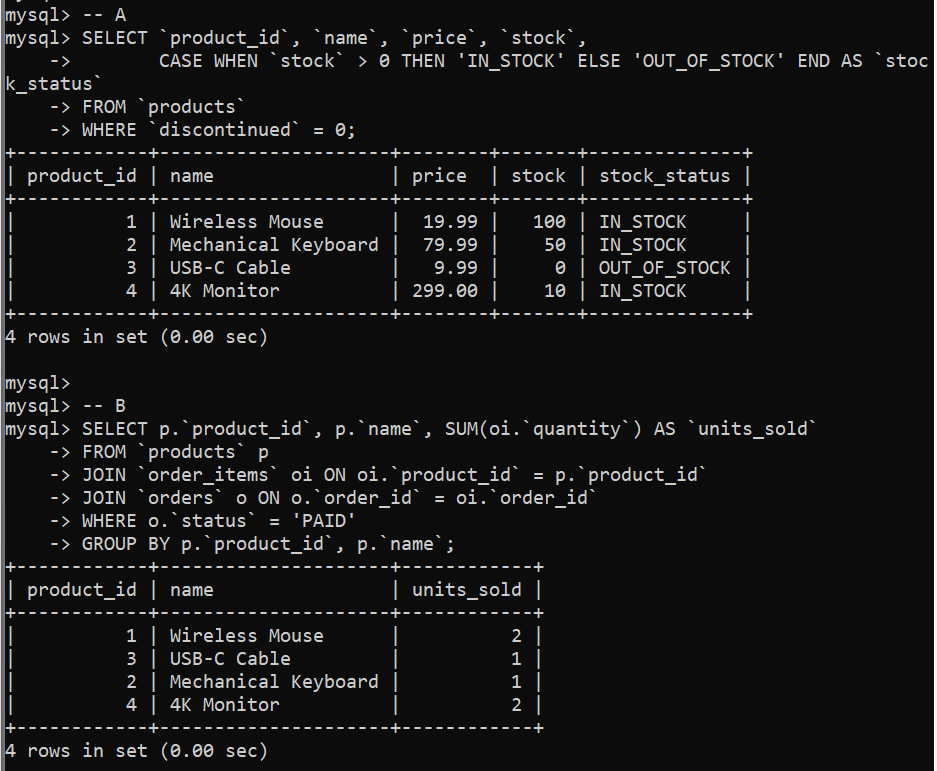 mysql> -- A
mysql> SELECT `product_id`, `name`, `price`, `stock`,
    ->        CASE WHEN `stock` > 0 THEN 'IN_STOCK' ELSE 'OUT_OF_STOCK' END AS `stoc
k_status`
    -> FROM `products`
    -> WHERE `discontinued` = 0;
+------------+---------------------+--------+-------+--------------+
| product_id | name                | price  | stock | stock_status |
+------------+---------------------+--------+-------+--------------+
|          1 | Wireless Mouse      |  19.99 |   100 | IN_STOCK     |
|          2 | Mechanical Keyboard |  79.99 |    50 | IN_STOCK     |
|          3 | USB-C Cable         |   9.99 |     0 | OUT_OF_STOCK |
|          4 | 4K Monitor          | 299.00 |    10 | IN_STOCK     |
+------------+---------------------+--------+-------+--------------+
4 rows in set (0.00 sec)

mysql>
mysql> -- B
mysql> SELECT p.`product_id`, p.`name`, SUM(oi.`quantity`) AS `units_sold`
    -> FROM `products` p
    -> JOIN `order_items` oi ON oi.`product_id` = p.`product_id`
    -> JOIN `orders` o ON o.`order_id` = oi.`order_id`
    -> WHERE o.`status` = 'PAID'
    -> GROUP BY p.`product_id`, p.`name`;
+------------+---------------------+------------+
| product_id | name                | units_sold |
+------------+---------------------+------------+
|          1 | Wireless Mouse      |          2 |
|          3 | USB-C Cable         |          1 |
|          2 | Mechanical Keyboard |          1 |
|          4 | 4K Monitor          |          2 |
+------------+---------------------+------------+
4 rows in set (0.00 sec)